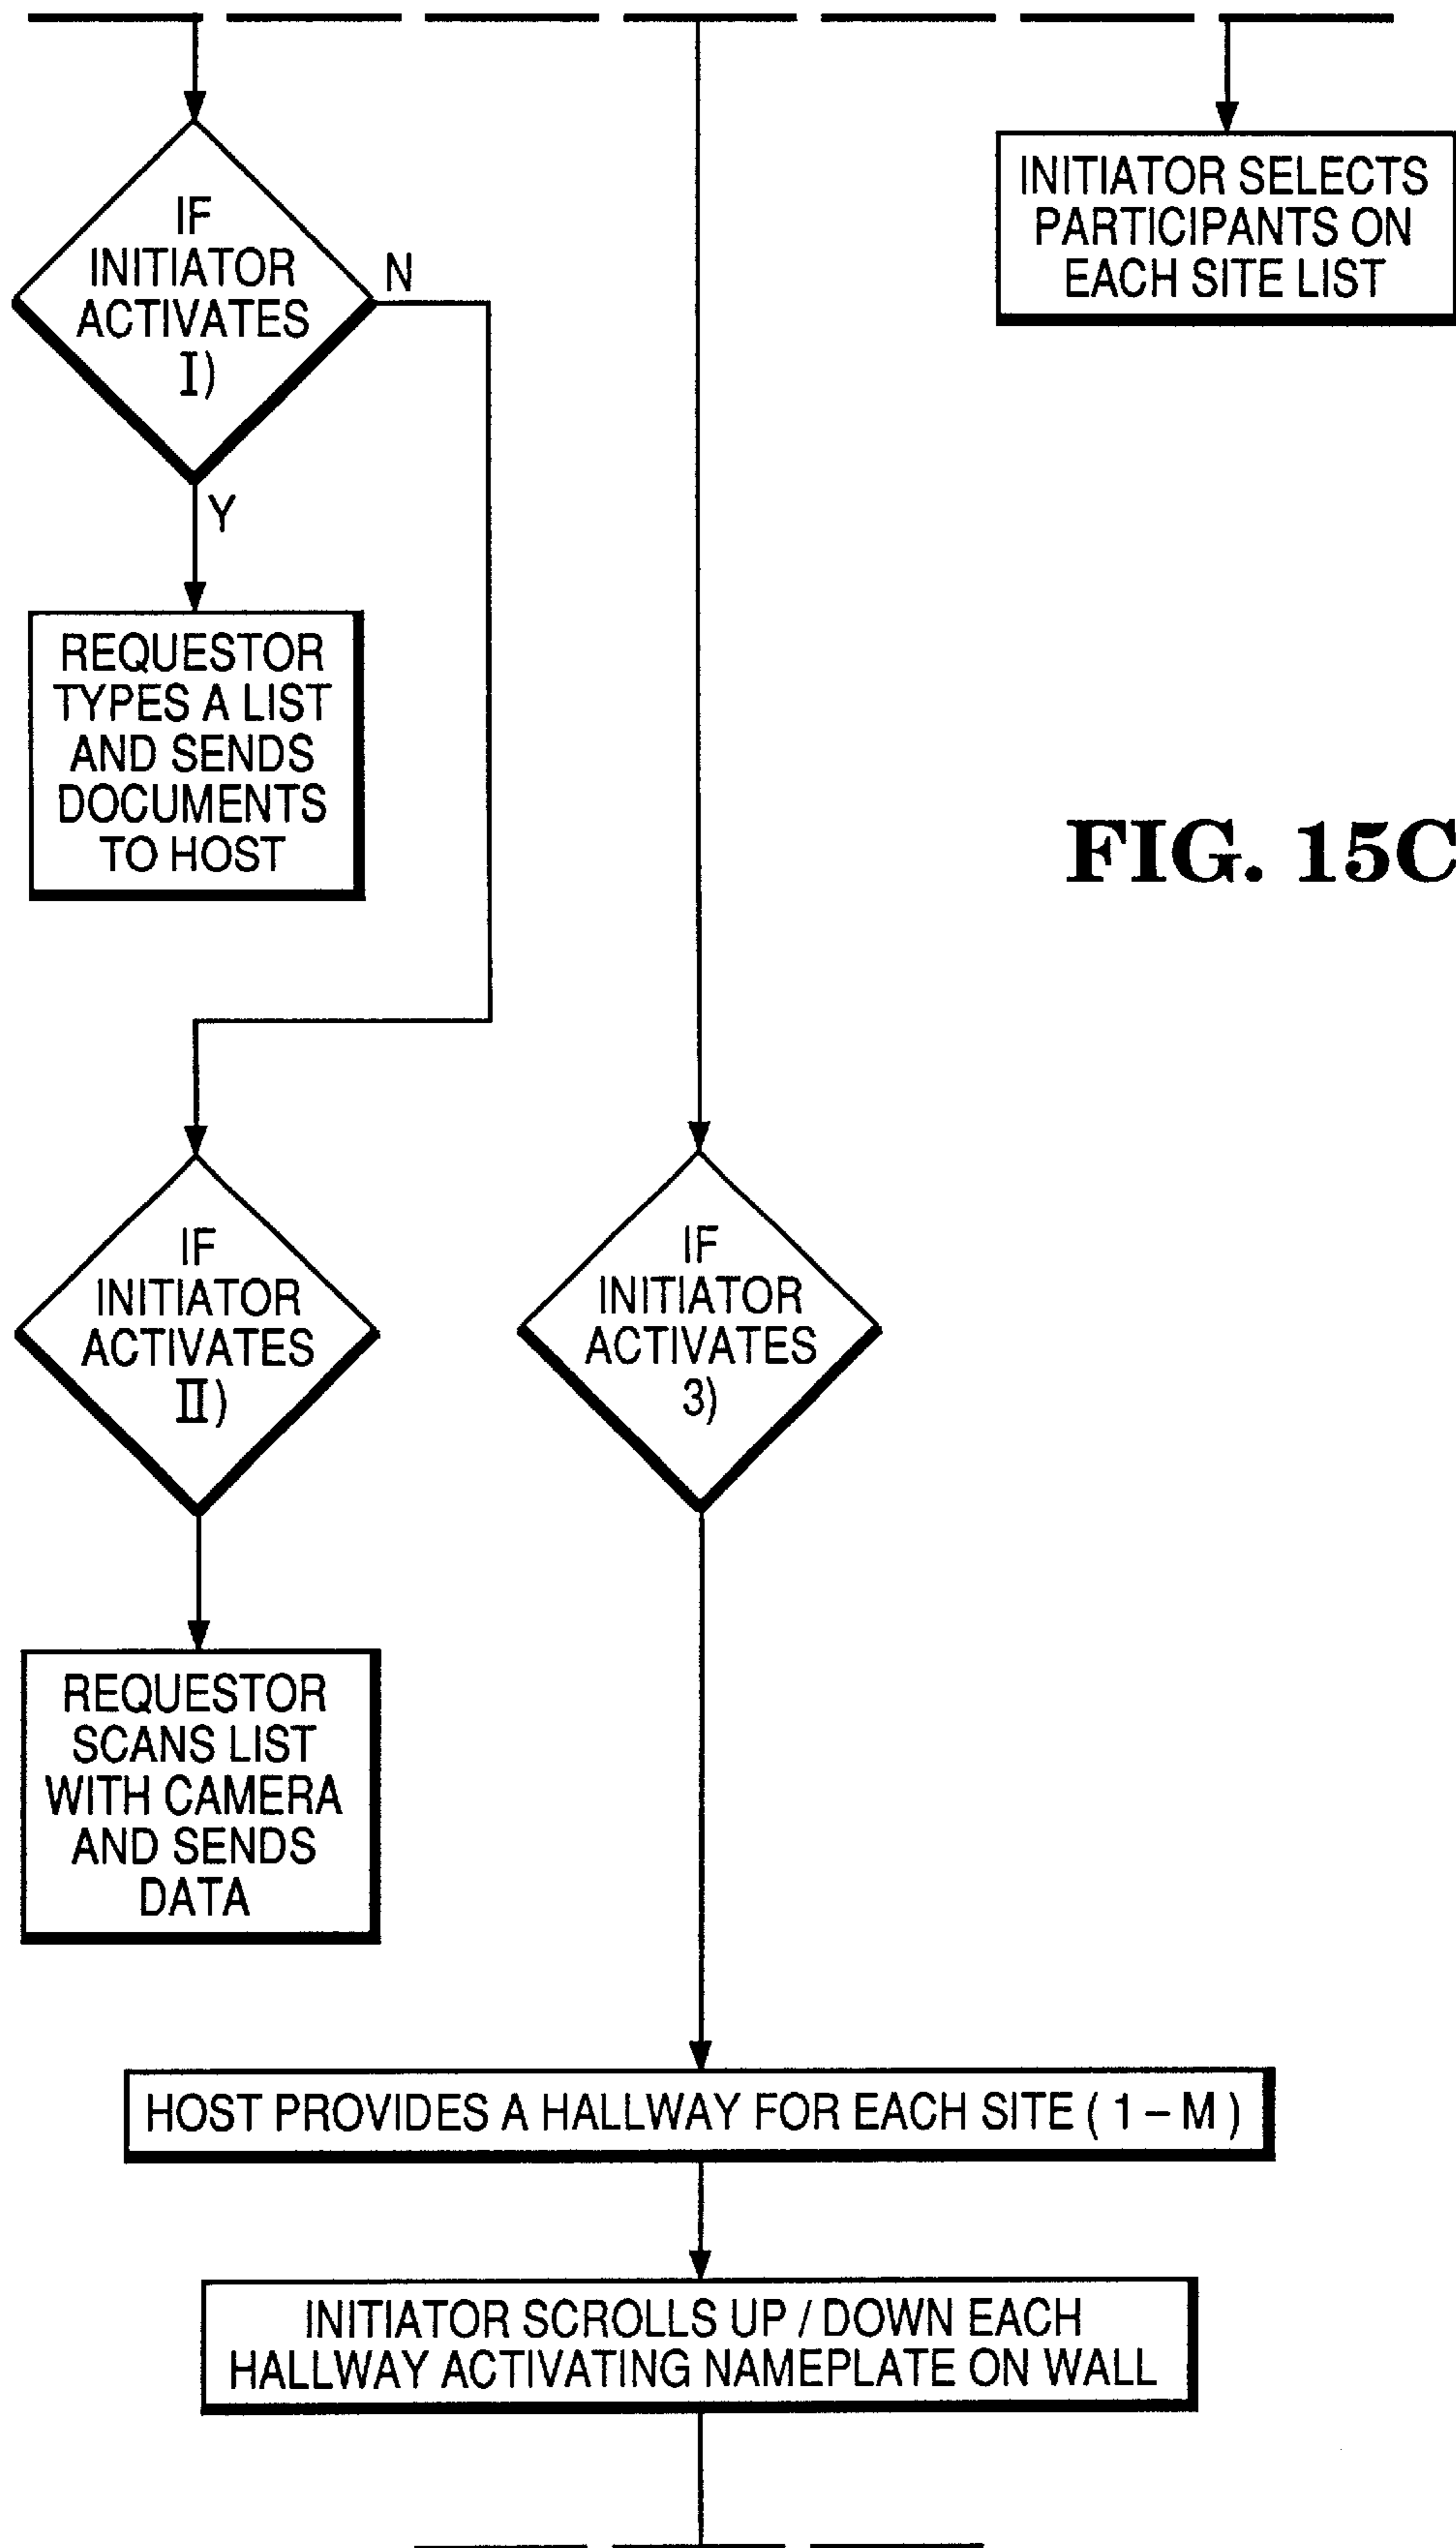 IF
INITIATOR
ACTIVATES
I)
N
Y
INITIATOR SELECTS
PARTICIPANTS ON
EACH SITE LIST
REQUESTOR
TYPES A LIST
AND SENDS
DOCUMENTS
TO HOST
FIG. 15C
IF
INITIATOR
ACTIVATES
II)
IF
INITIATOR
ACTIVATES
3)
REQUESTOR
SCANS LIST
WITH CAMERA
AND SENDS
DATA
HOST PROVIDES A HALLWAY FOR EACH SITE ( 1 – M )
INITIATOR SCROLLS UP / DOWN EACH
HALLWAY ACTIVATING NAMEPLATE ON WALL